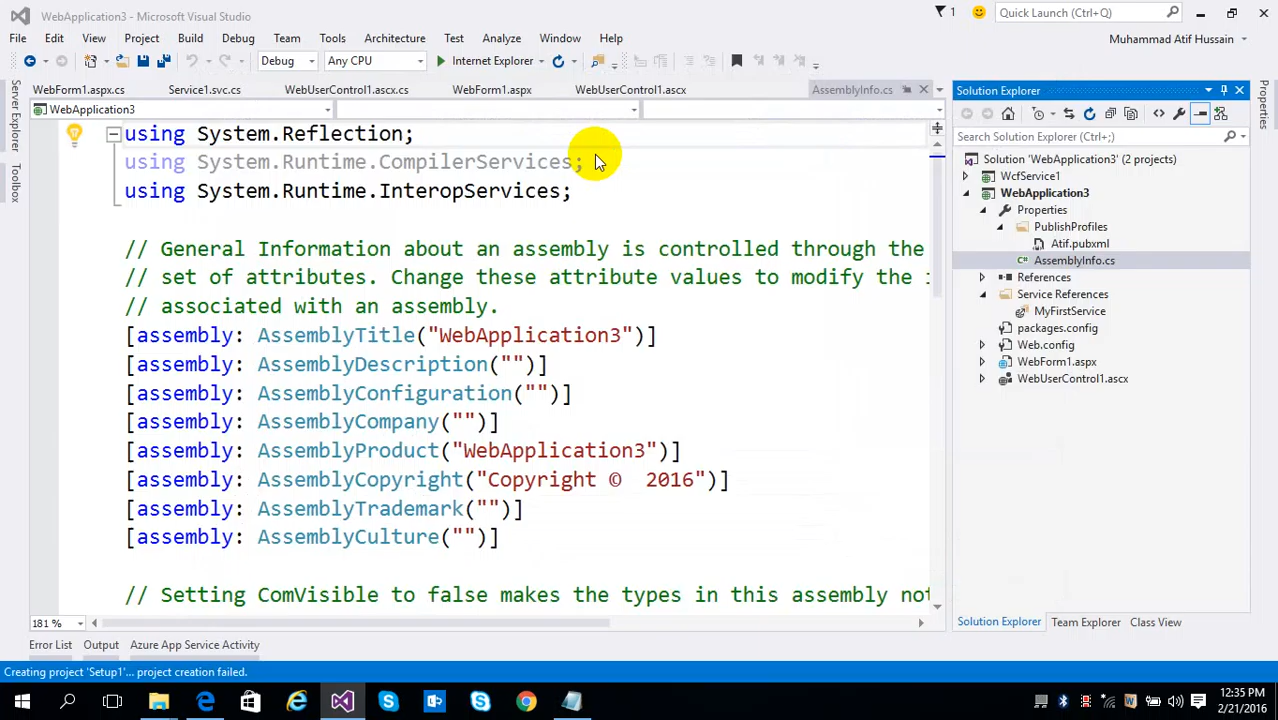 WebApplication3 - Microsoft Visual Studio
1
Quick Launch (Ctrl+Q)
File Edit View Project Build Debug Team Tools Architecture Test Analyze Window Help
Muhammad Atif Hussain
Debug Any CPU Internet Explorer
WebForm1.aspx.cs Service1.svc.cs WebUserControl1.ascx.cs WebForm1.aspx WebUserControl1.ascx AssemblyInfo.cs
WebApplication3
Server Explorer
Toolbox
using System.Reflection;
using System.Runtime.CompilerServices;
using System.Runtime.InteropServices;
// General Information about an assembly is controlled through the
// set of attributes. Change these attribute values to modify the i
// associated with an assembly.
[assembly: AssemblyTitle("WebApplication3")]
[assembly: AssemblyDescription("")]
[assembly: AssemblyConfiguration("")]
[assembly: AssemblyCompany("")]
[assembly: AssemblyProduct("WebApplication3")]
[assembly: AssemblyCopyright("Copyright ©  2016")]
[assembly: AssemblyTrademark("")]
[assembly: AssemblyCulture("")]
// Setting ComVisible to false makes the types in this assembly not
181 %
Solution Explorer
Search Solution Explorer (Ctrl+;)
Solution 'WebApplication3' (2 projects)
WcfService1
WebApplication3
Properties
PublishProfiles
Atif.pubxml
C# AssemblyInfo.cs
References
Service References
MyFirstService
packages.config
Web.config
WebForm1.aspx
WebUserControl1.ascx
Solution Explorer Team Explorer Class View
Properties
Error List Output Azure App Service Activity
Creating project 'Setup1'... project creation failed.
12:35 PM
2/21/2016